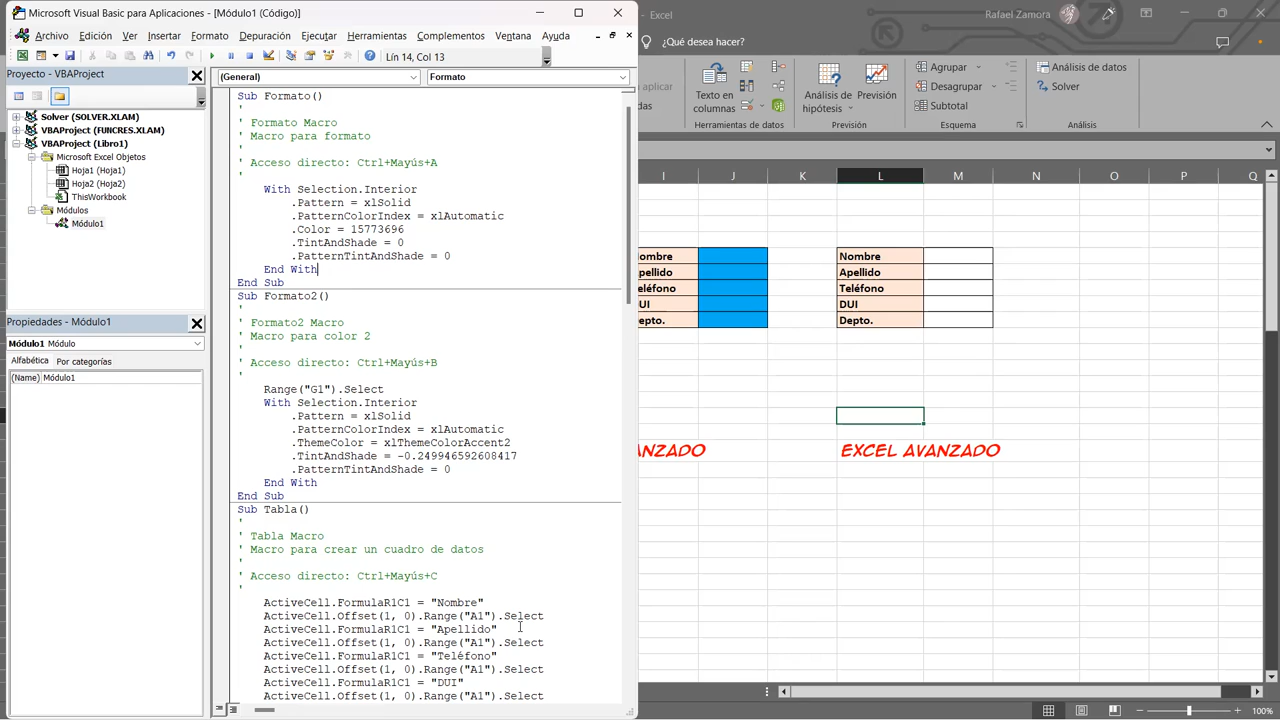 Microsoft Visual Basic para Aplicaciones - [Módulo1 (Código)]
Archivo Edición Ver Insertar Formato Depuración Ejecutar Herramientas Complementos Ventana Ayuda
Lín 14, Col 13
Proyecto - VBAProject
Solver (SOLVER.XLAM)
VBAProject (FUNCRES.XLAM)
VBAProject (Libro1)
Microsoft Excel Objetos
Hoja1 (Hoja1)
Hoja2 (Hoja2)
ThisWorkbook
Módulos
Módulo1
Propiedades - Módulo1
Módulo1 Módulo
Alfabética Por categorías
(Name) Módulo1
(General) Formato
Sub Formato()
'
' Formato Macro
' Macro para formato
'
' Acceso directo: Ctrl+Mayús+A
'
With Selection.Interior
.Pattern = xlSolid
.PatternColorIndex = xlAutomatic
.Color = 15773696
.TintAndShade = 0
.PatternTintAndShade = 0
End With
End Sub
Sub Formato2()
'
' Formato2 Macro
' Macro para color 2
'
' Acceso directo: Ctrl+Mayús+B
'
Range("G1").Select
With Selection.Interior
.Pattern = xlSolid
.PatternColorIndex = xlAutomatic
.ThemeColor = xlThemeColorAccent2
.TintAndShade = -0.249946592608417
.PatternTintAndShade = 0
End With
End Sub
Sub Tabla()
'
' Tabla Macro
' Macro para crear un cuadro de datos
'
' Acceso directo: Ctrl+Mayús+C
'
ActiveCell.FormulaR1C1 = "Nombre"
ActiveCell.Offset(1, 0).Range("A1").Select
ActiveCell.FormulaR1C1 = "Apellido"
ActiveCell.Offset(1, 0).Range("A1").Select
ActiveCell.FormulaR1C1 = "Teléfono"
ActiveCell.Offset(1, 0).Range("A1").Select
ActiveCell.FormulaR1C1 = "DUI"
ActiveCell.Offset(1, 0).Range("A1").Select
- Excel
Rafael Zamora
¿Qué desea hacer?
Texto en columnas
Herramientas de datos
Análisis de hipótesis
Previsión
Previsión
Agrupar
Desagrupar
Subtotal
Esquema
Análisis de datos
Solver
Análisis
I J K L M N O P Q
ombre Nombre
pellido Apellido
eléfono Teléfono
UI DUI
epto. Depto.
ANZADO EXCEL AVANZADO
100%